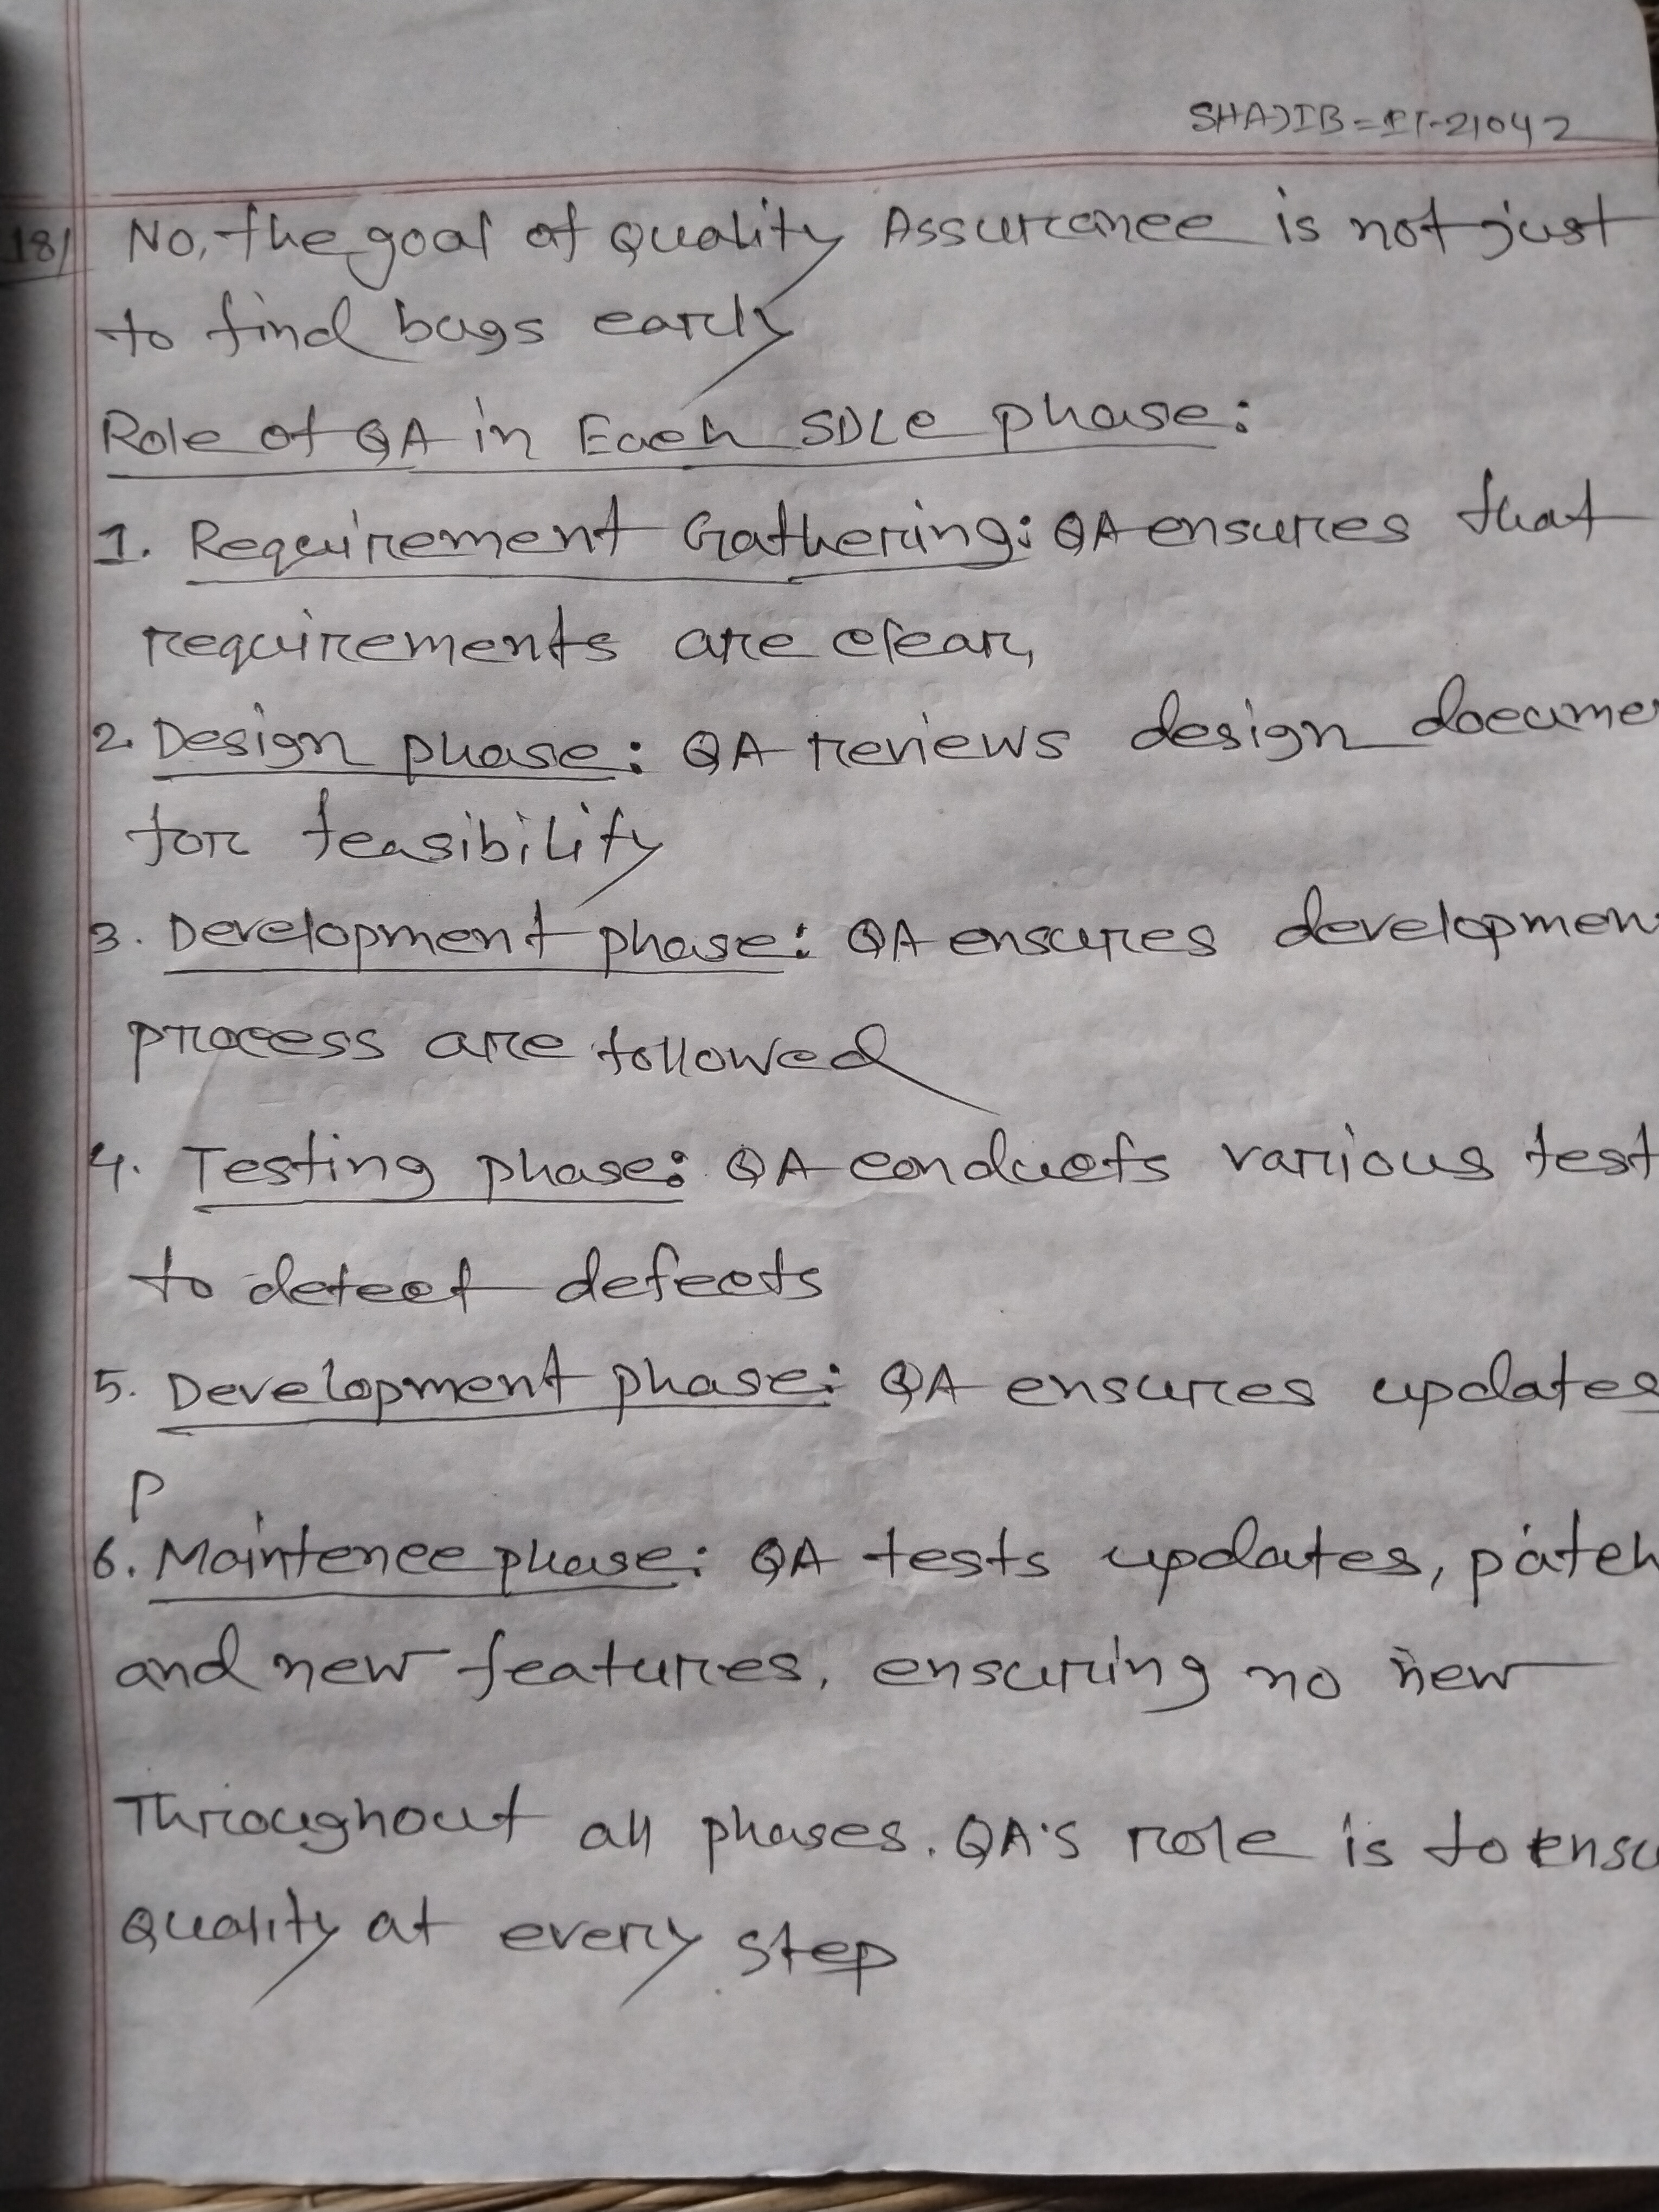 SHAJIB=IT-21042
18/ No, the goal of Quality Assurance is not just
to find bugs early
Role of QA in Each SDLC phase:
1. Requirement Gathering: QA ensures that
requirements are clear,
2. Design phase: QA reviews design docume
for feasibility
3. Development phase: QA ensures developmen
process are followed
4. Testing phase: QA conducts various test
to detect defects
5. Development phase: QA ensures updates
P
6. Maintence phase: QA tests updates, patch
and new features, ensuring no new
Throughout all phases. QA's role is to ensu
Quality at every step